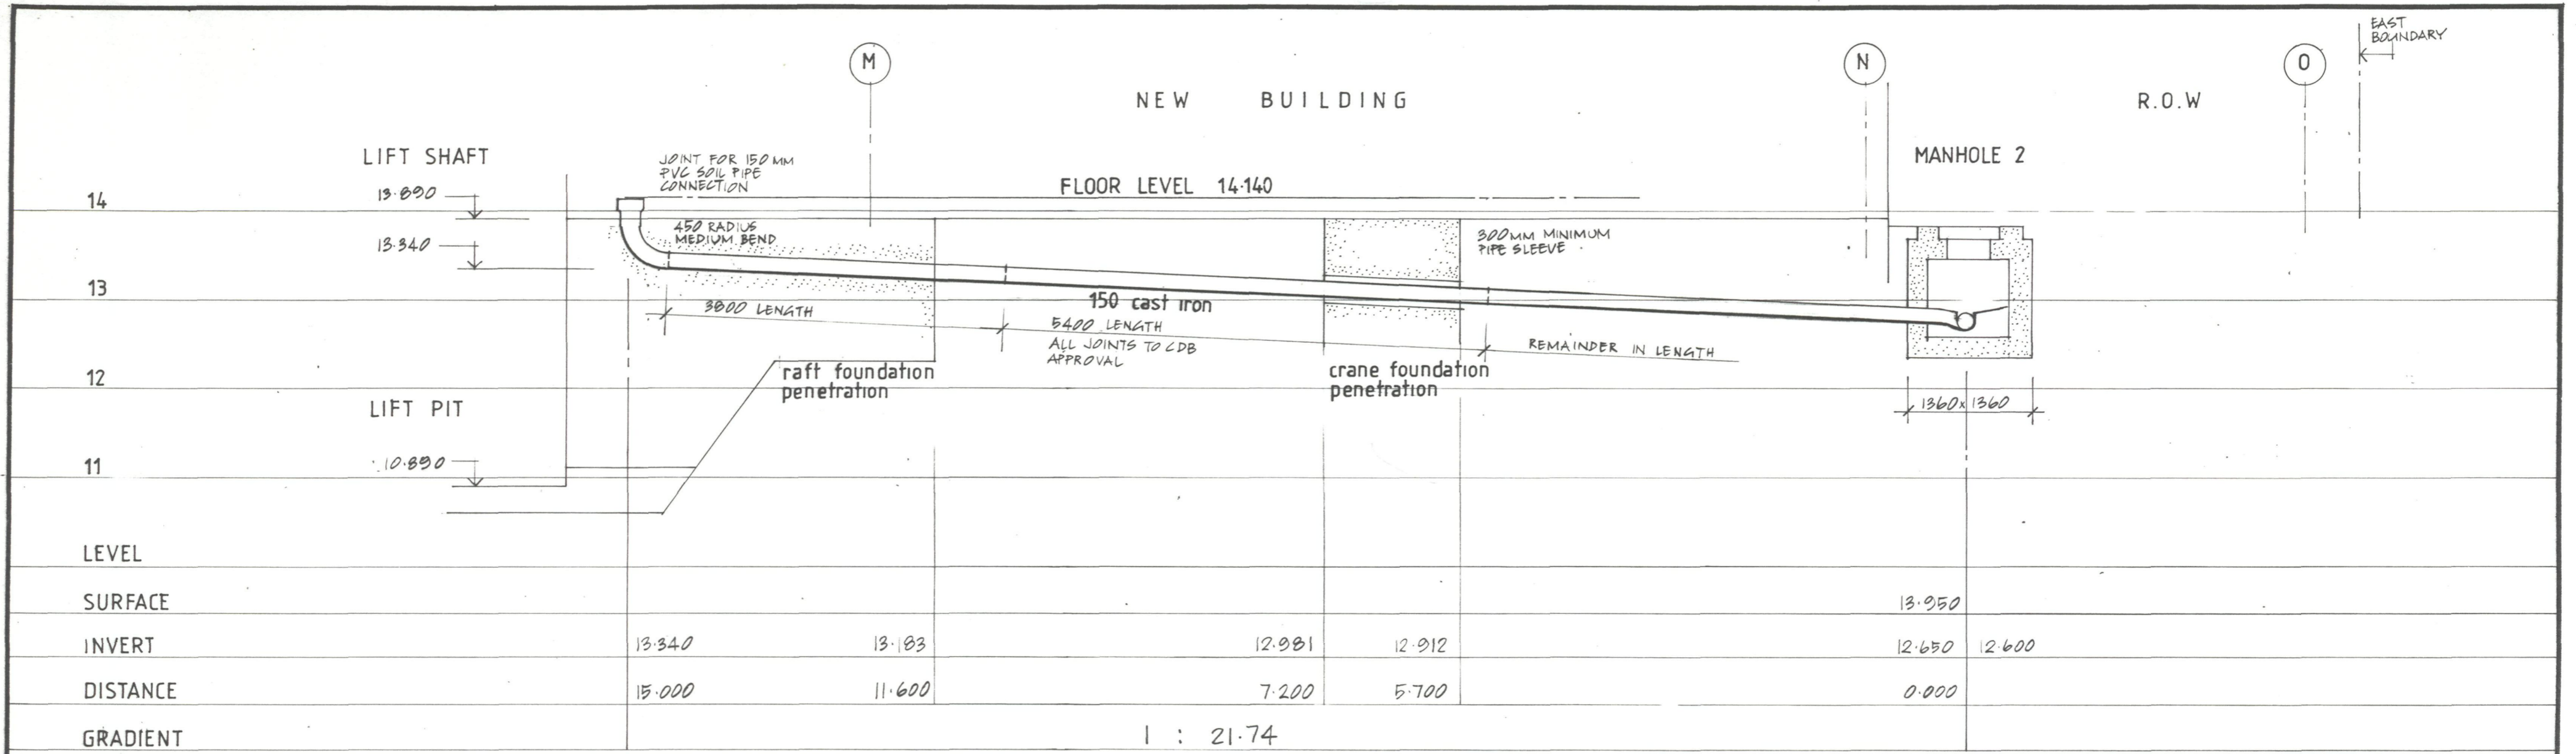 EAST
BOUNDARY
M
N
O
NEW BUILDING
R.O.W
LIFT SHAFT
JOINT FOR 150 MM
PVC SOIL PIPE
CONNECTION
MANHOLE 2
13.890
FLOOR LEVEL 14.140
14
450 RADIUS
MEDIUM BEND
300MM MINIMUM
PIPE SLEEVE
13.340
13
3800 LENGTH
150 cast iron
5400 LENGTH
ALL JOINTS TO CDB
APPROVAL
REMAINDER IN LENGTH
12
raft foundation
penetration
crane foundation
penetration
LIFT PIT
1360 x 1360
11
10.890
LEVEL
SURFACE 13.950
INVERT 13.340 13.183 12.981 12.912 12.650 12.600
DISTANCE 15.000 11.600 7.200 5.700 0.000
GRADIENT 1 : 21.74